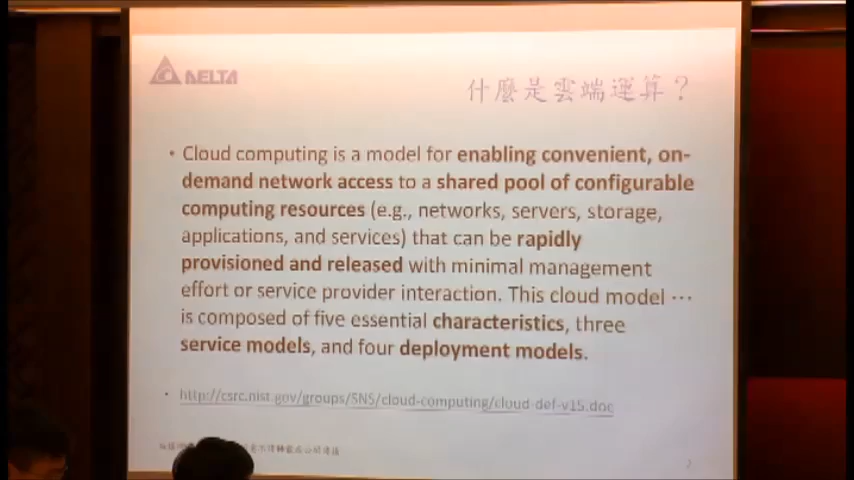 DELTA
什麼是雲端運算？
• Cloud computing is a model for enabling convenient, on-
demand network access to a shared pool of configurable
computing resources (e.g., networks, servers, storage,
applications, and services) that can be rapidly
provisioned and released with minimal management
effort or service provider interaction. This cloud model ⋯
is composed of five essential characteristics, three
service models, and four deployment models.
• http://csrc.nist.gov/groups/SNS/cloud-computing/cloud-def-v15.doc
2